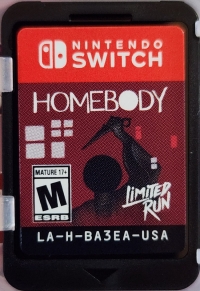 NINTENDO
SWITCH
HOMEBODY
MATURE 17+
M
ESRB
LIMITED
RUN
LA-H-BA3EA-USA